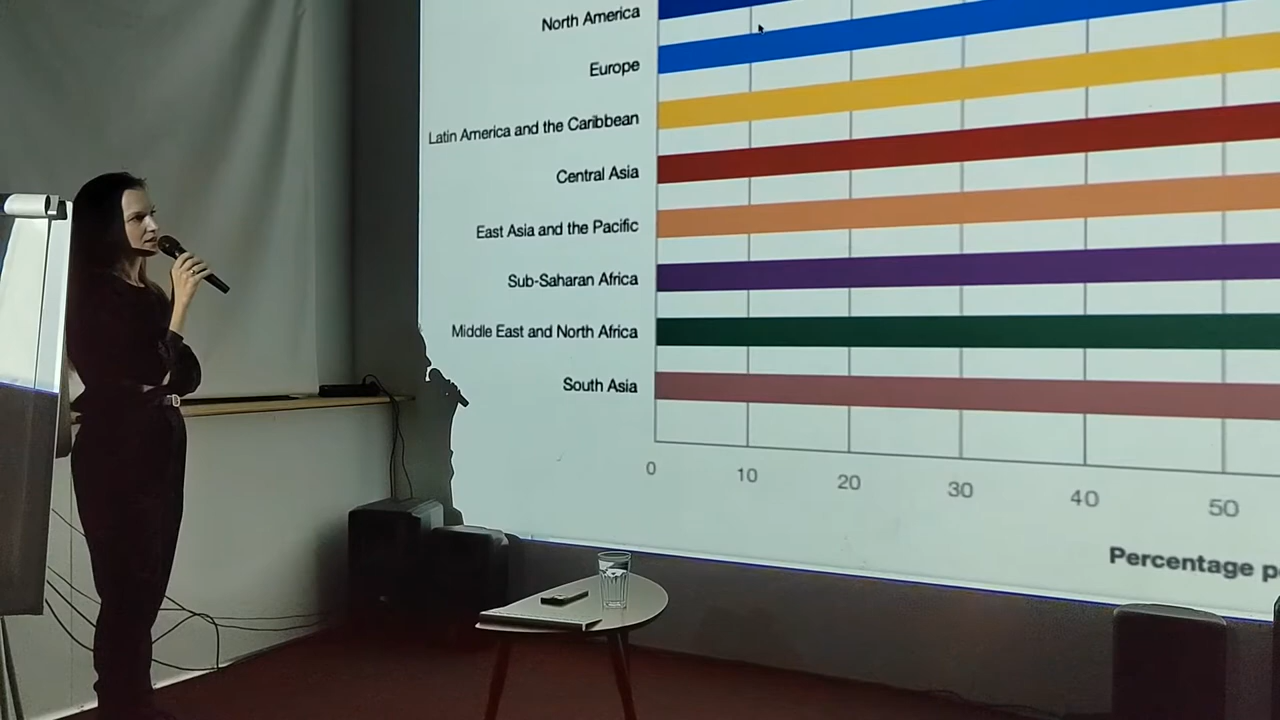 North America
Europe
Latin America and the Caribbean
Central Asia
East Asia and the Pacific
Sub-Saharan Africa
Middle East and North Africa
South Asia
0 10 20 30 40 50
Percentage p